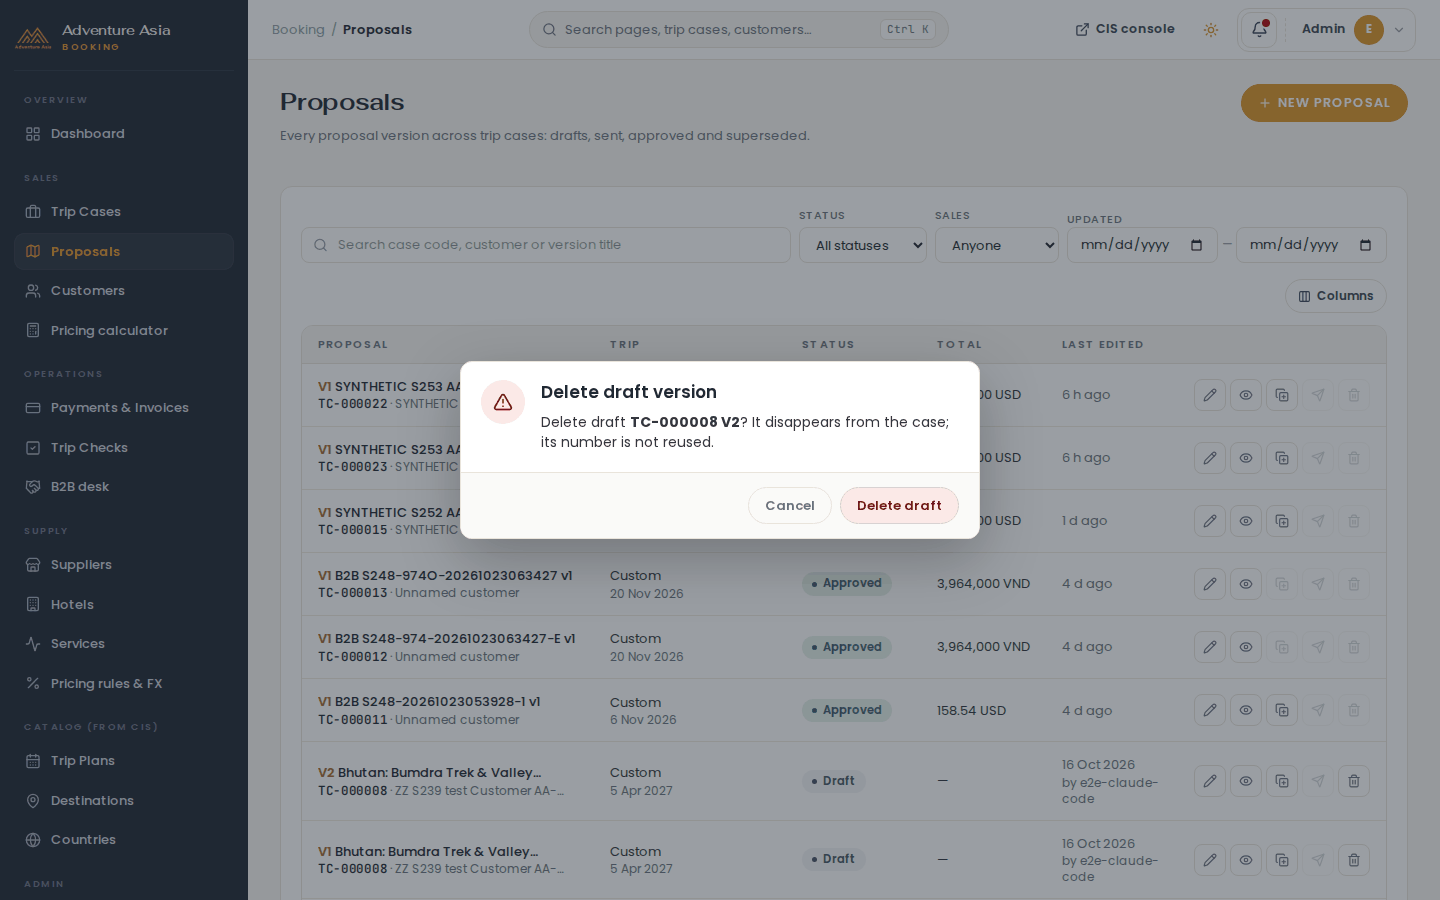 Adventure Asia
BOOKING
OVERVIEW
Dashboard
SALES
Trip Cases
Proposals
Customers
Pricing calculator
OPERATIONS
Payments & Invoices
Trip Checks
B2B desk
SUPPLY
Suppliers
Hotels
Services
Pricing rules & FX
CATALOG (FROM CIS)
Trip Plans
Destinations
Countries
ADMIN
Booking / Proposals
Search pages, trip cases, customers...
Ctrl K
CIS console
Admin
E
Proposals
Every proposal version across trip cases: drafts, sent, approved and superseded.
+ NEW PROPOSAL
STATUS
SALES
UPDATED
Search case code, customer or version title
All statuses
Anyone
mm/dd/yyyy
—
mm/dd/yyyy
Columns
PROPOSAL TRIP STATUS TOTAL LAST EDITED
V1 SYNTHETIC S253
TC-000022 · SYNTHETIC
00 USD
6 h ago
V1 SYNTHETIC S253
TC-000023 · SYNTHETIC
00 USD
6 h ago
V1 SYNTHETIC S252
TC-000015 · SYNTHETIC
00 USD
1 d ago
Delete draft version
Delete draft TC-000008 V2? It disappears from the case;
its number is not reused.
Cancel
Delete draft
V1 B2B S248-974O-20261023063427 v1
TC-000013 · Unnamed customer
Custom
20 Nov 2026
Approved
3,964,000 VND
4 d ago
V1 B2B S248-974-20261023063427-E v1
TC-000012 · Unnamed customer
Custom
20 Nov 2026
Approved
3,964,000 VND
4 d ago
V1 B2B S248-20261023053928-1 v1
TC-000011 · Unnamed customer
Custom
6 Nov 2026
Approved
158.54 USD
4 d ago
V2 Bhutan: Bumdra Trek & Valley...
TC-000008 · ZZ S239 test Customer AA-...
Custom
5 Apr 2027
Draft
—
16 Oct 2026
by e2e-claude-
code
V1 Bhutan: Bumdra Trek & Valley...
TC-000008 · ZZ S239 test Customer AA-...
Custom
5 Apr 2027
Draft
—
16 Oct 2026
by e2e-claude-
code